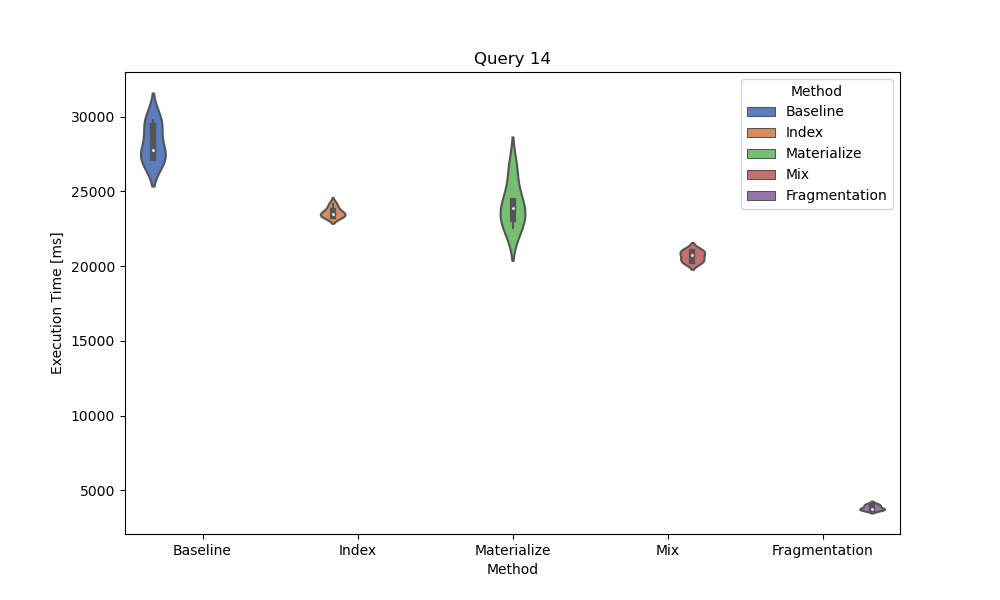 Query 14
Execution Time [ms]
30000
25000
20000
15000
10000
5000
Method
Baseline
Index
Materialize
Mix
Fragmentation
Baseline Index Materialize Mix Fragmentation
Method